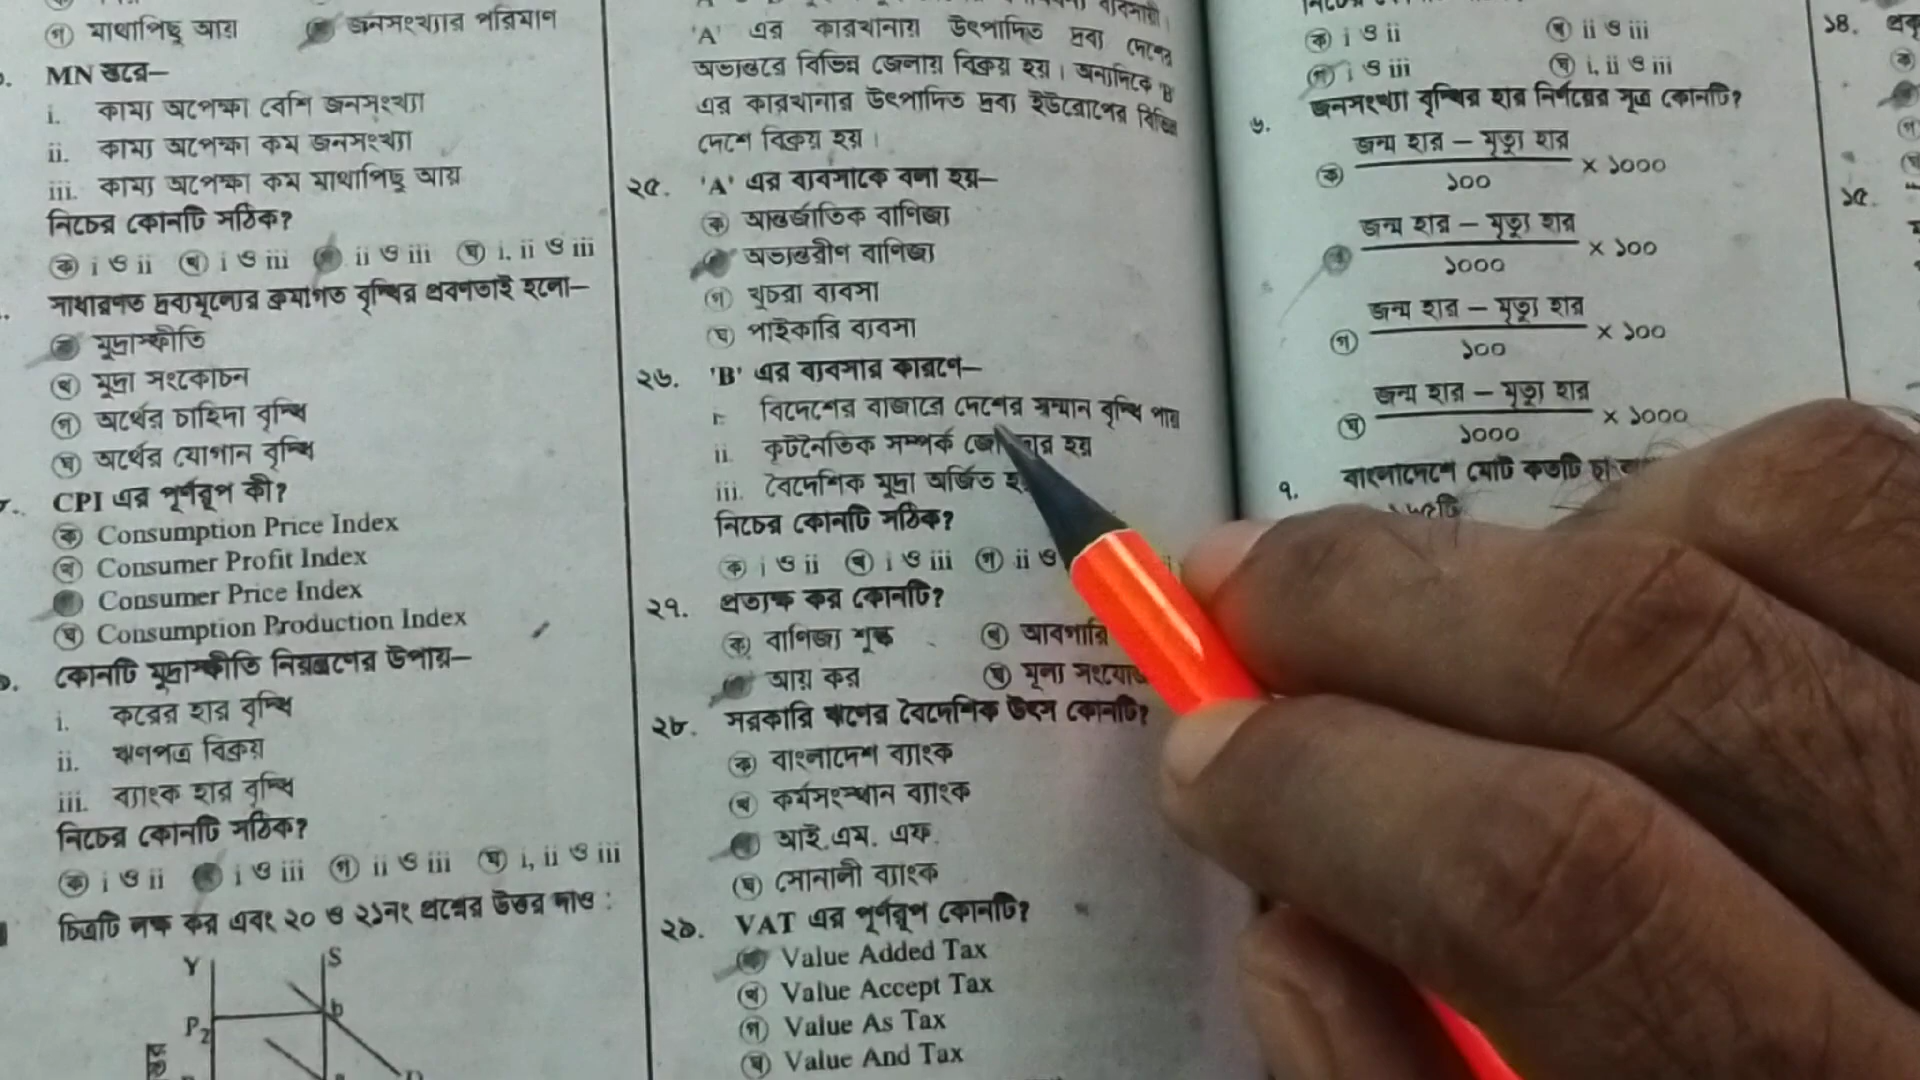 গ মাথাপিছু আয় জনসংখ্যার পরিমাণ
MN স্তরে—
i. কাম্য অপেক্ষা বেশি জনসংখ্যা
ii. কাম্য অপেক্ষা কম জনসংখ্যা
iii. কাম্য অপেক্ষা কম মাথাপিছু আয়
নিচের কোনটি সঠিক?
ক i ও ii খ i ও iii ii ও iii ঘ i, ii ও iii
সাধারণত দ্রব্যমূল্যের ক্রমাগত বৃদ্ধির প্রবণতাই হলো—
মুদ্রাস্ফীতি
খ মুদ্রা সংকোচন
গ অর্থের চাহিদা বৃদ্ধি
ঘ অর্থের যোগান বৃদ্ধি
CPI এর পূর্ণরূপ কী?
ক Consumption Price Index
খ Consumer Profit Index
Consumer Price Index
ঘ Consumption Production Index
কোনটি মুদ্রাস্ফীতি নিয়ন্ত্রণের উপায়—
i. করের হার বৃদ্ধি
ii. ঋণপত্র বিক্রয়
iii. ব্যাংক হার বৃদ্ধি
নিচের কোনটি সঠিক?
ক i ও ii i ও iii গ ii ও iii ঘ i, ii ও iii
চিত্রটি লক্ষ কর এবং ২০ ও ২১নং প্রশ্নের উত্তর দাও :
Y S
b
P2
'A' এর কারখানায় উৎপাদিত দ্রব্য দেশের
অভ্যন্তরে বিভিন্ন জেলায় বিক্রয় হয়। অন্যদিকে 'B'
এর কারখানার উৎপাদিত দ্রব্য ইউরোপের বিভিন্ন
দেশে বিক্রয় হয়।
২৫. 'A' এর ব্যবসাকে বলা হয়—
ক আন্তর্জাতিক বাণিজ্য
অভ্যন্তরীণ বাণিজ্য
গ খুচরা ব্যবসা
ঘ পাইকারি ব্যবসা
২৬. 'B' এর ব্যবসার কারণে—
i. বিদেশের বাজারে দেশের সম্মান বৃদ্ধি পায়
ii. কূটনৈতিক সম্পর্ক হয়
iii. বৈদেশিক মুদ্রা অর্জিত
নিচের কোনটি সঠিক?
ক i ও ii খ i ও iii গ ii ও
২৭. প্রত্যক্ষ কর কোনটি?
ক বাণিজ্য শুল্ক খ আবগারি
আয় কর ঘ মূল্য
২৮. সরকারি ঋণের বৈদেশিক উৎস কোনটি?
ক বাংলাদেশ ব্যাংক
খ কর্মসংস্থান ব্যাংক
আই.এম. এফ.
ঘ সোনালী ব্যাংক
২৯. VAT এর পূর্ণরূপ কোনটি?
Value Added Tax
খ Value Accept Tax
গ Value As Tax
ঘ Value And Tax
ক i ও ii খ ii ও iii
গ i ও iii ঘ i, ii ও iii
৬. জনসংখ্যা বৃদ্ধির হার নির্ণয়ের সূত্র কোনটি?
ক জন্ম হার – মৃত্যু হার
১০০ × ১০০০
জন্ম হার – মৃত্যু হার
১০০০ × ১০০
গ জন্ম হার – মৃত্যু হার
১০০ × ১০০
ঘ জন্ম হার – মৃত্যু হার
১০০০ × ১০০০
৭. বাংলাদেশে মোট কতটি
১৪.
১৫.